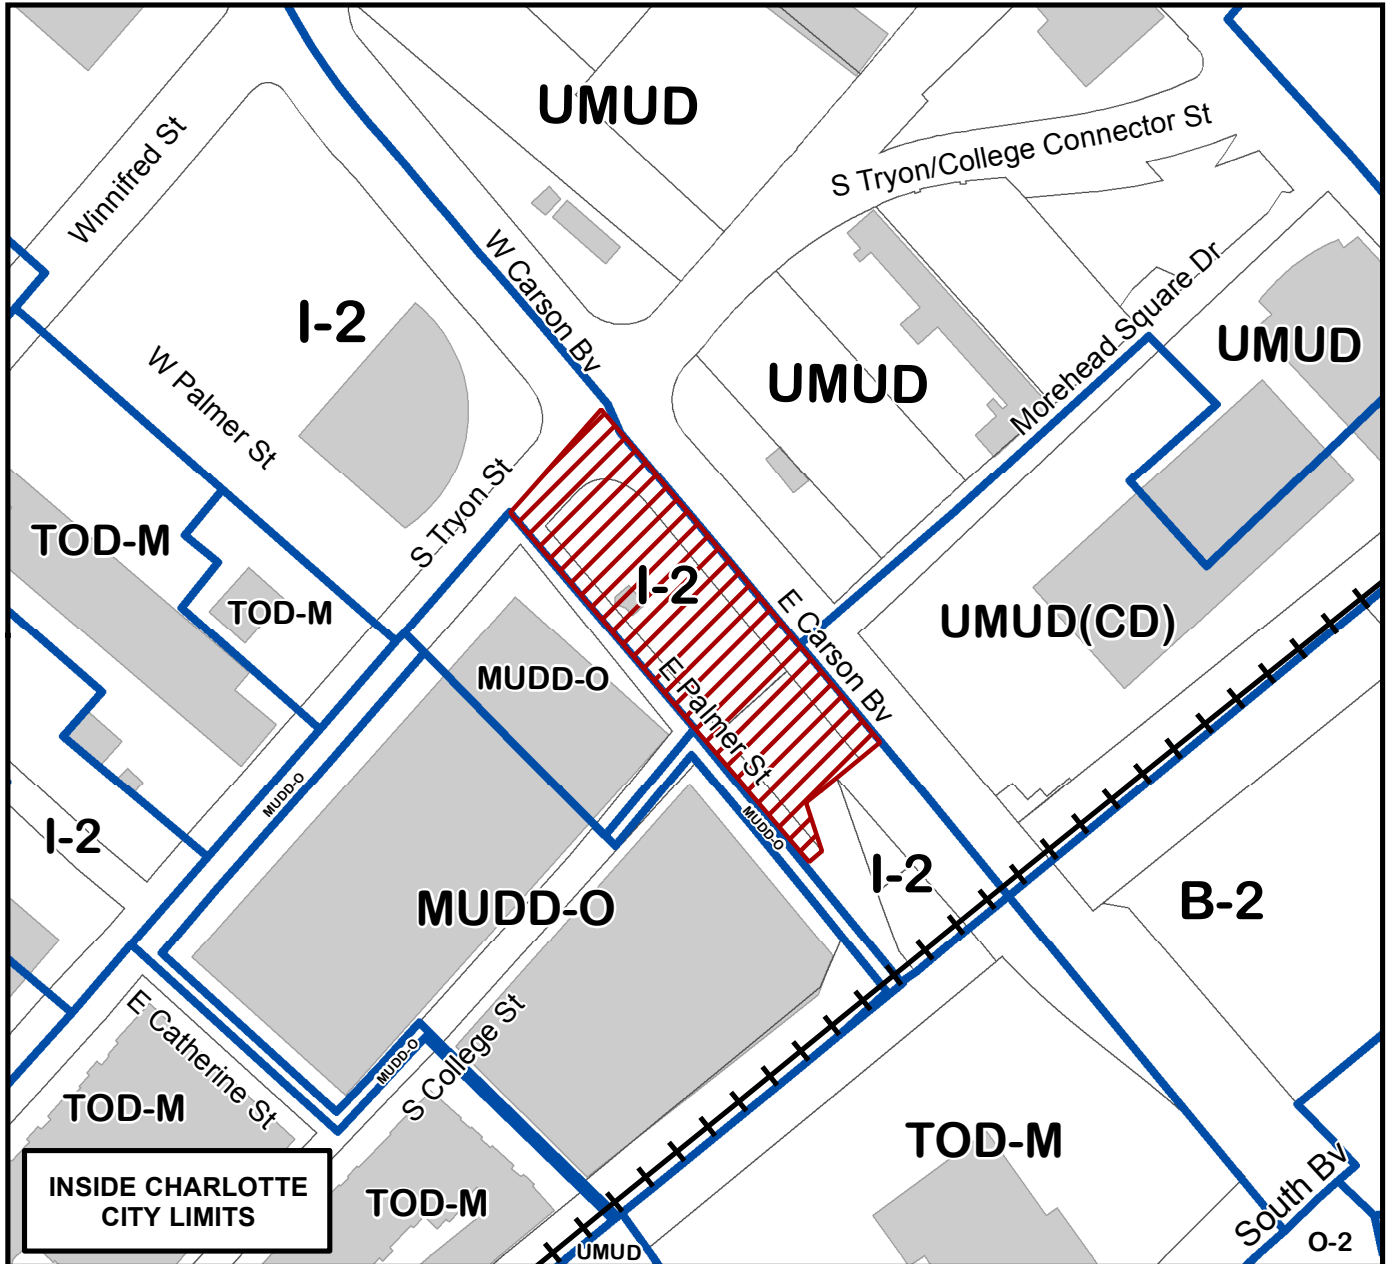 UMUD
S Tryon/College Connector St
Winnifred St
W Carson Bv
Morehead Square Dr
I-2
UMUD
W Palmer St
UMUD
S Tryon St
TOD-M
I-2
TOD-M
E Carson Bv
UMUD(CD)
MUDD-O
E Palmer St
MUDD-O
MUDD-O
I-2
I-2
B-2
MUDD-O
E Catherine St
S College St
MUDD-O
TOD-M
TOD-M
South Bv
INSIDE CHARLOTTE
CITY LIMITS
TOD-M
UMUD
O-2